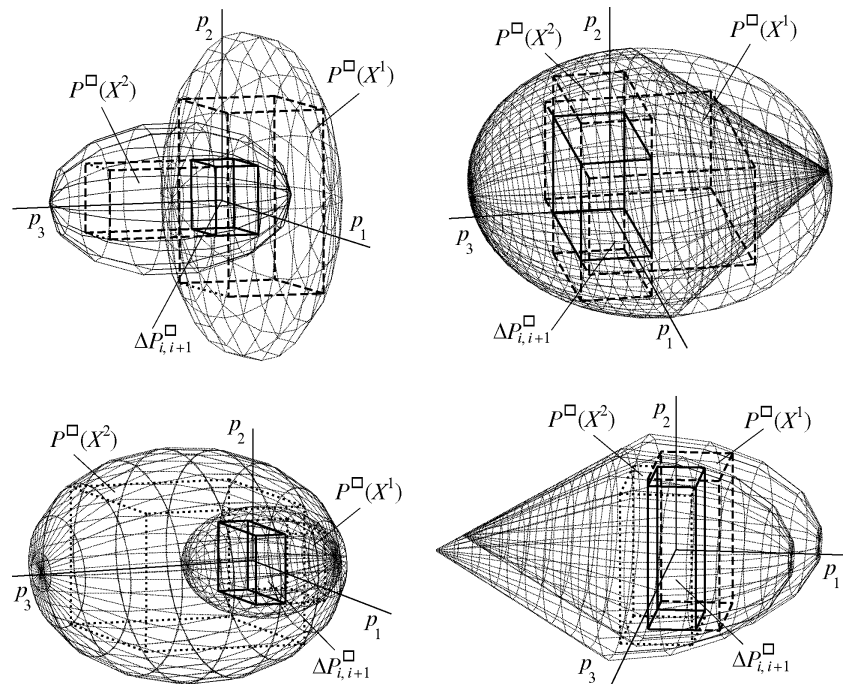 p₂
P□(X²)
P□(X¹)
p₃
p₁
ΔP□ᵢ, ᵢ₊₁
P□(X²)
P□(X¹)
p₂
p₃
ΔP□ᵢ, ᵢ₊₁
p₁
P□(X²)
p₂
P□(X¹)
p₃
p₁
ΔP□ᵢ, ᵢ₊₁
P□(X²)
p₂
P□(X¹)
p₁
p₃
ΔP□ᵢ, ᵢ₊₁